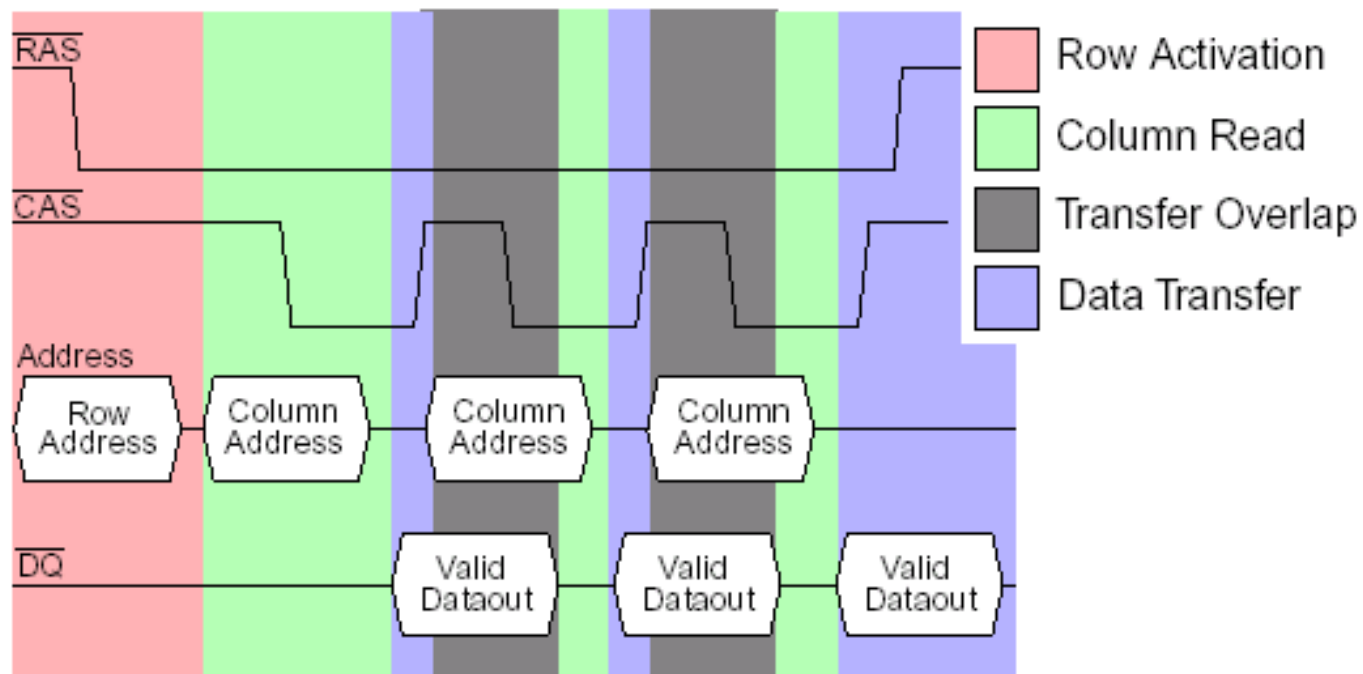 RAS
CAS
Address
Row
Address
Column
Address
Column
Address
Column
Address
DQ
Valid
Dataout
Valid
Dataout
Valid
Dataout
Row Activation
Column Read
Transfer Overlap
Data Transfer